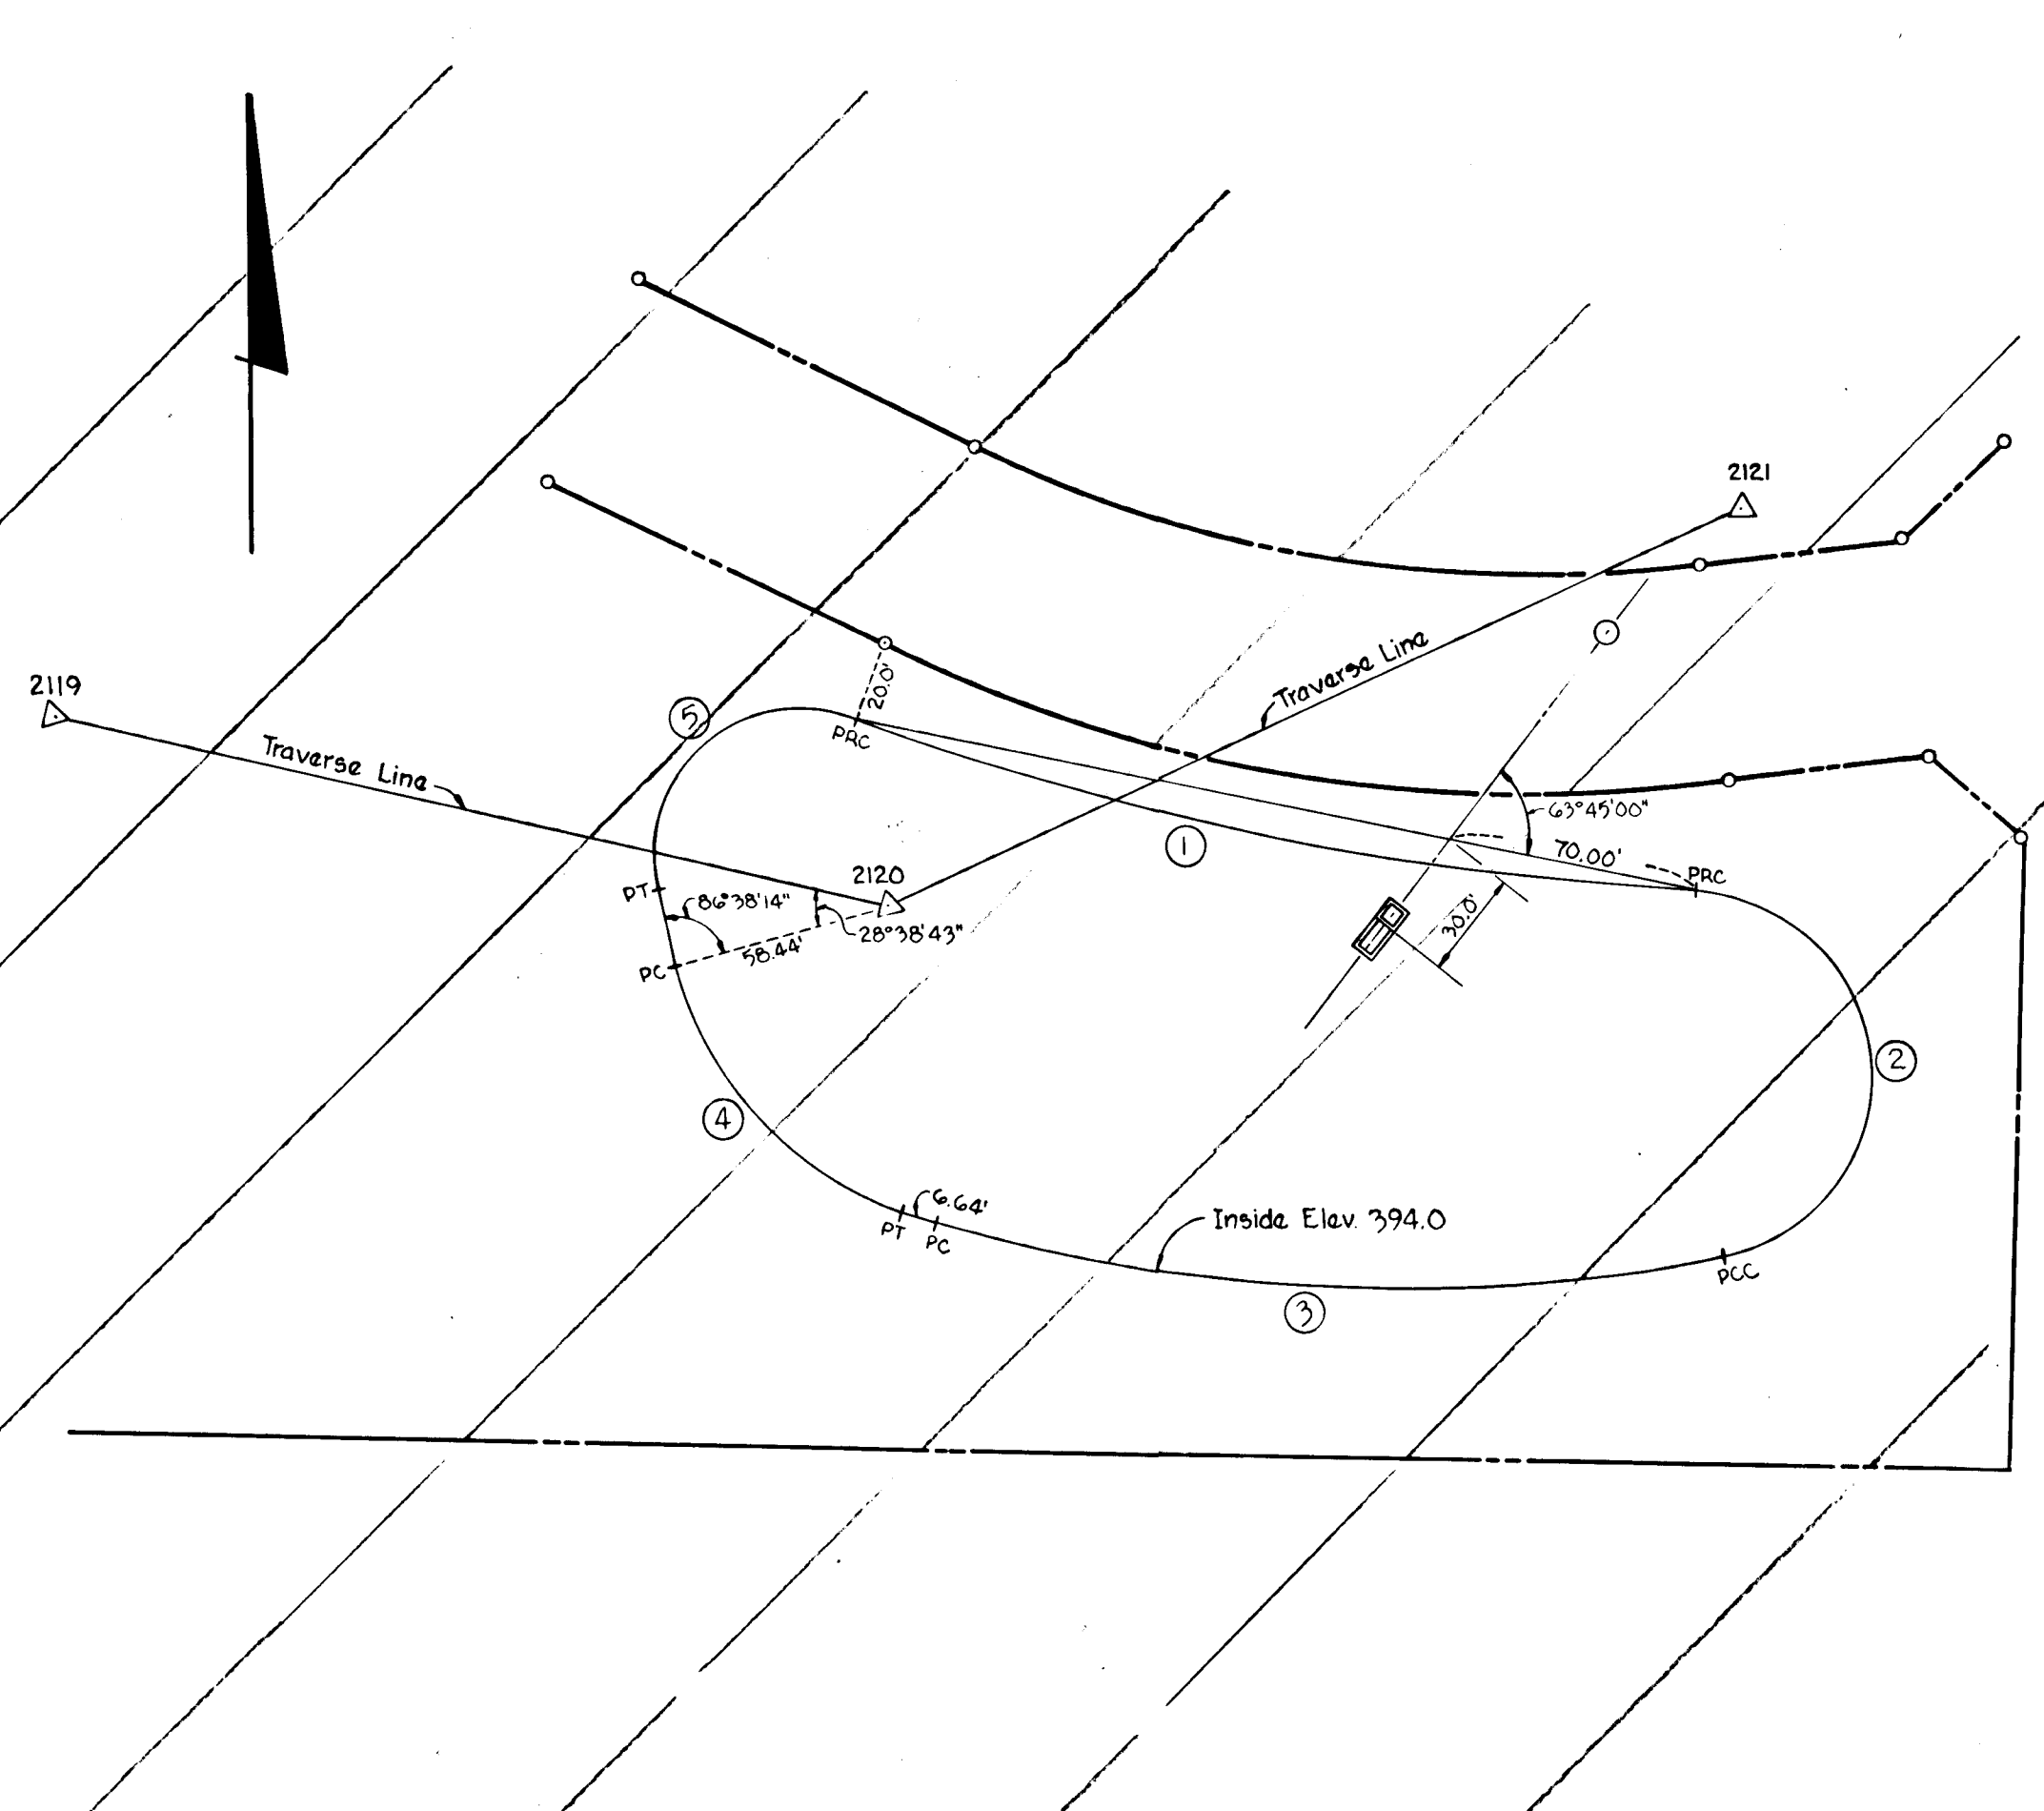 2121
2119
Traverse Line
Traverse Line
5
20.0'
PRC
63°45'00"
1
70.00'
PRC
2120
PT
86°38'14"
28°38'43"
58.44'
PC
30.0'
2
4
6.64'
PT
PC
Inside Elev. 394.0
PCC
3